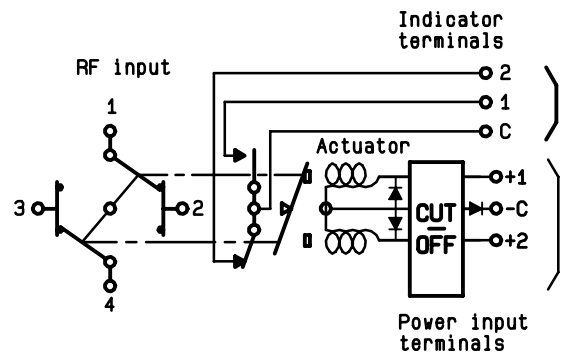 Indicator
terminals
RF input
2
1
1
C
Actuator
+1
3
2
CUT
-C
OFF
+2
4
Power input
terminals